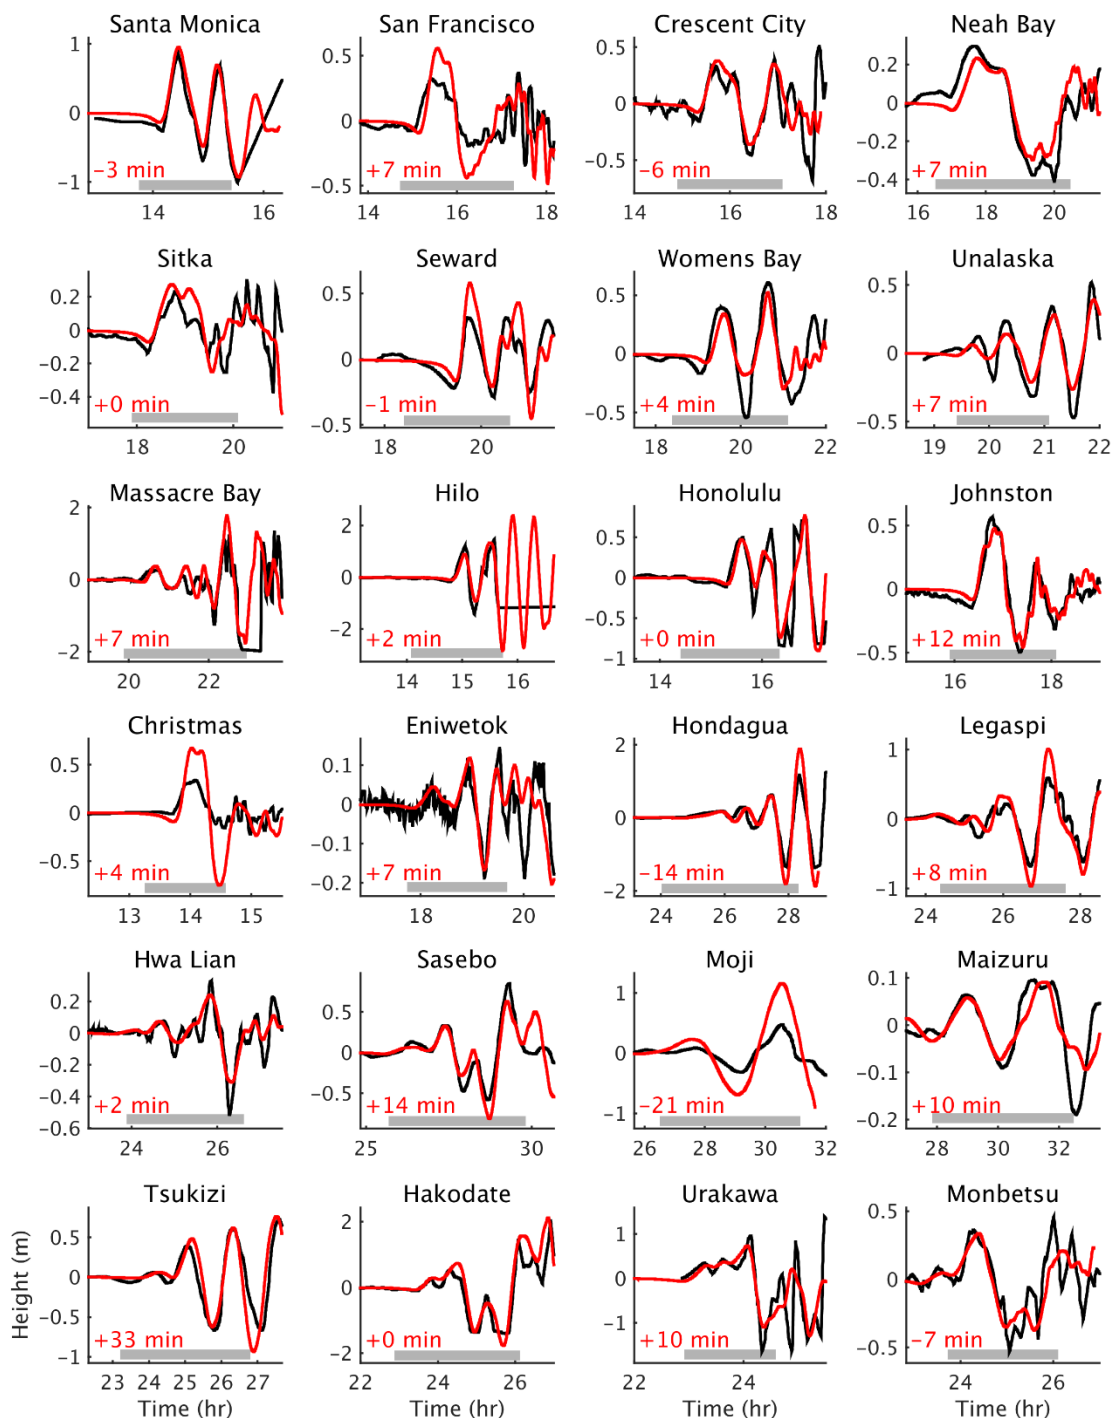 Santa Monica San Francisco Crescent City Neah Bay
1 0.5 0.5 0.2
0 0 0 0
-0.2
-1 -0.5 -0.5 -0.4
-3 min +7 min -6 min +7 min
14 16 14 16 18 14 16 18 16 18 20
Sitka Seward Womens Bay Unalaska
0.2 0.5 0.5 0.5
0 0 0 0
-0.2
-0.4 -0.5 -0.5 -0.5
+0 min -1 min +4 min +7 min
18 20 18 20 18 20 22 19 20 21 22
Massacre Bay Hilo Honolulu Johnston
2 2 0.5 0.5
0 0 0 0
-0.5
-2 -2 -1 -0.5
+7 min +2 min +0 min +12 min
20 22 14 15 16 14 16 16 18
Christmas Eniwetok Hondagua Legaspi
0.5 0.1 2 1
0 0 0 0
-0.5 -0.1
-0.2 -2 -1
+4 min +7 min -14 min +8 min
13 14 15 18 20 24 26 28 24 26 28
Hwa Lian Sasebo Moji Maizuru
0.2 0.5 1 0.1
0 0 0 0
-0.2 -0.1
-0.4 -0.5
-0.6 -1 -0.2
+2 min +14 min -21 min +10 min
24 26 25 30 26 28 30 32 28 30 32
Tsukizi Hakodate Urakawa Monbetsu
0.5 2 1 0.5
0 0 0 0
-0.5
-1 -2 -1 -0.5
+33 min +0 min +10 min -7 min
23 24 25 26 27 22 24 26 22 24 24 26
Height (m)
Time (hr) Time (hr) Time (hr) Time (hr)